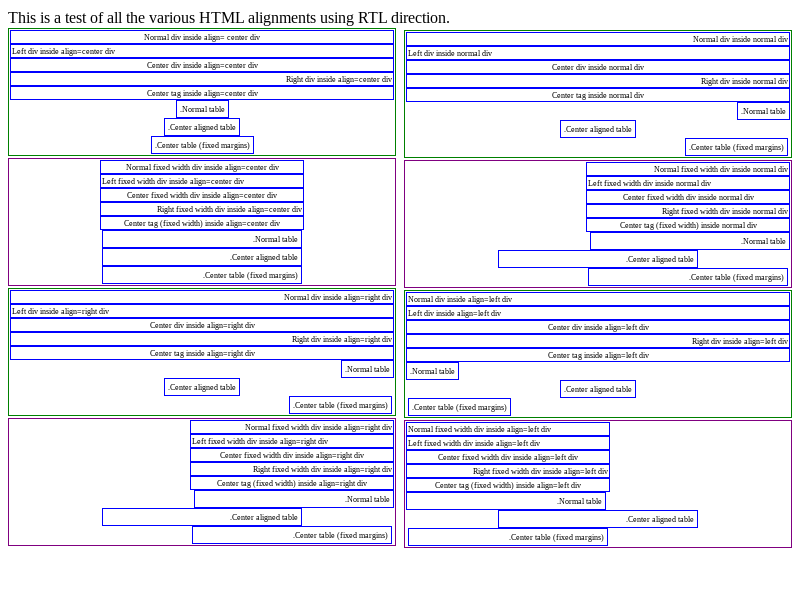 This is a test of all the various HTML alignments using RTL direction.
Normal div inside align= center div
Left div inside align=center div
Center div inside align=center div
Right div inside align=center div
Center tag inside align=center div
.Normal table
.Center aligned table
.Center table (fixed margins)
Normal div inside normal div
Left div inside normal div
Center div inside normal div
Right div inside normal div
Center tag inside normal div
.Normal table
.Center aligned table
.Center table (fixed margins)
Normal fixed width div inside align=center div
Left fixed width div inside align=center div
Center fixed width div inside align=center div
Right fixed width div inside align=center div
Center tag (fixed width) inside align=center div
.Normal table
.Center aligned table
.Center table (fixed margins)
Normal fixed width div inside normal div
Left fixed width div inside normal div
Center fixed width div inside normal div
Right fixed width div inside normal div
Center tag (fixed width) inside normal div
.Normal table
.Center aligned table
.Center table (fixed margins)
Normal div inside align=right div
Left div inside align=right div
Center div inside align=right div
Right div inside align=right div
Center tag inside align=right div
.Normal table
.Center aligned table
.Center table (fixed margins)
Normal div inside align=left div
Left div inside align=left div
Center div inside align=left div
Right div inside align=left div
Center tag inside align=left div
.Normal table
.Center aligned table
.Center table (fixed margins)
Normal fixed width div inside align=right div
Left fixed width div inside align=right div
Center fixed width div inside align=right div
Right fixed width div inside align=right div
Center tag (fixed width) inside align=right div
.Normal table
.Center aligned table
.Center table (fixed margins)
Normal fixed width div inside align=left div
Left fixed width div inside align=left div
Center fixed width div inside align=left div
Right fixed width div inside align=left div
Center tag (fixed width) inside align=left div
.Normal table
.Center aligned table
.Center table (fixed margins)